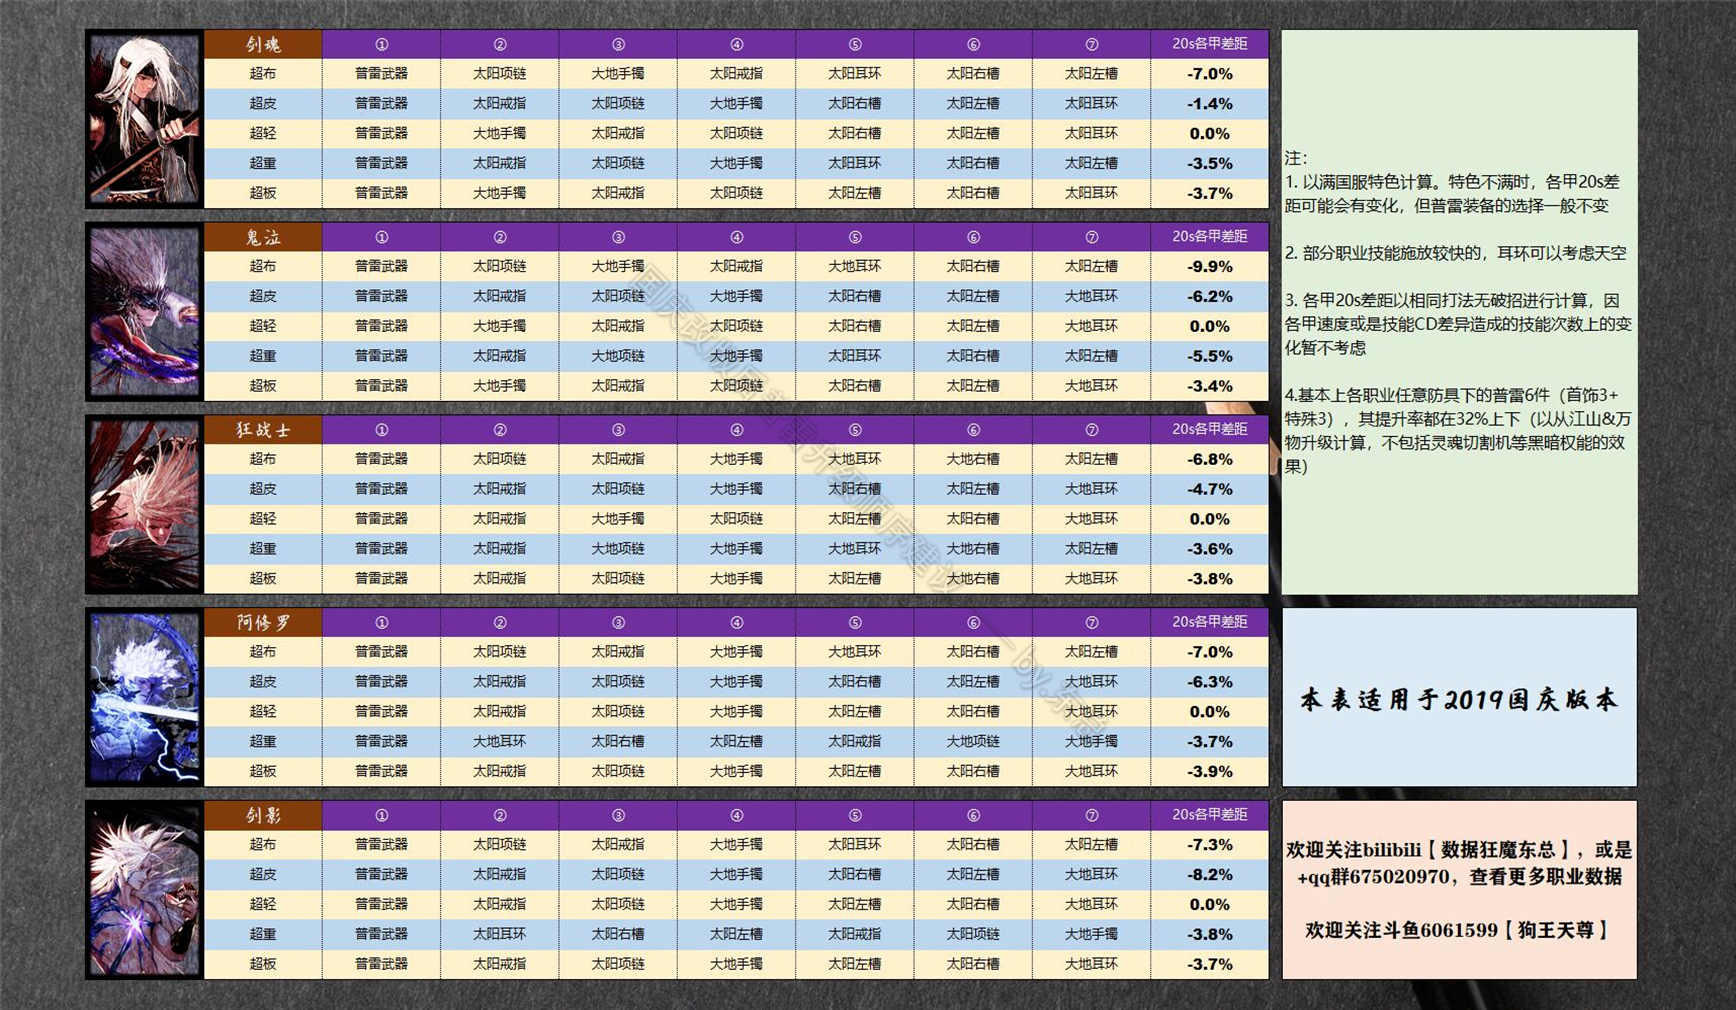 剑魂 ① ② ③ ④ ⑤ ⑥ ⑦ 20s各甲差距
超布 普雷武器 太阳项链 大地手镯 太阳戒指 太阳耳环 太阳右槽 太阳左槽 -7.0%
超皮 普雷武器 太阳戒指 太阳项链 大地手镯 太阳右槽 太阳左槽 太阳耳环 -1.4%
超轻 普雷武器 大地手镯 太阳戒指 太阳项链 太阳右槽 太阳左槽 太阳耳环 0.0%
超重 普雷武器 太阳戒指 太阳项链 大地手镯 太阳耳环 太阳右槽 太阳左槽 -3.5%
超板 普雷武器 大地手镯 太阳戒指 太阳项链 太阳左槽 太阳右槽 太阳耳环 -3.7%
鬼泣 ① ② ③ ④ ⑤ ⑥ ⑦ 20s各甲差距
超布 普雷武器 太阳项链 大地手镯 太阳戒指 大地耳环 太阳右槽 太阳左槽 -9.9%
超皮 普雷武器 太阳戒指 太阳项链 大地手镯 太阳右槽 太阳左槽 大地耳环 -6.2%
超轻 普雷武器 大地手镯 太阳戒指 太阳项链 太阳右槽 太阳左槽 大地耳环 0.0%
超重 普雷武器 太阳戒指 大地项链 大地手镯 太阳耳环 太阳右槽 太阳左槽 -5.5%
超板 普雷武器 大地手镯 太阳戒指 太阳项链 太阳右槽 太阳左槽 大地耳环 -3.4%
狂战士 ① ② ③ ④ ⑤ ⑥ ⑦ 20s各甲差距
超布 普雷武器 太阳项链 太阳戒指 大地手镯 大地耳环 大地右槽 太阳左槽 -6.8%
超皮 普雷武器 太阳戒指 太阳项链 大地手镯 太阳右槽 太阳左槽 大地耳环 -4.7%
超轻 普雷武器 太阳戒指 大地手镯 太阳项链 太阳左槽 太阳右槽 大地耳环 0.0%
超重 普雷武器 太阳戒指 大地项链 大地手镯 大地耳环 大地右槽 太阳左槽 -3.6%
超板 普雷武器 太阳戒指 太阳项链 大地手镯 太阳左槽 大地右槽 大地耳环 -3.8%
阿修罗 ① ② ③ ④ ⑤ ⑥ ⑦ 20s各甲差距
超布 普雷武器 太阳项链 太阳戒指 大地手镯 大地耳环 太阳右槽 太阳左槽 -7.0%
超皮 普雷武器 太阳戒指 太阳项链 大地手镯 太阳右槽 太阳左槽 大地耳环 -6.3%
超轻 普雷武器 太阳戒指 太阳项链 大地手镯 太阳左槽 太阳右槽 大地耳环 0.0%
超重 普雷武器 大地耳环 太阳右槽 太阳左槽 太阳戒指 大地项链 大地手镯 -3.7%
超板 普雷武器 太阳戒指 太阳项链 大地手镯 太阳左槽 太阳右槽 大地耳环 -3.9%
剑影 ① ② ③ ④ ⑤ ⑥ ⑦ 20s各甲差距
超布 普雷武器 太阳项链 太阳戒指 大地手镯 太阳耳环 太阳右槽 太阳左槽 -7.3%
超皮 普雷武器 太阳戒指 太阳项链 大地手镯 太阳右槽 太阳左槽 大地耳环 -8.2%
超轻 普雷武器 太阳戒指 太阳项链 大地手镯 太阳左槽 太阳右槽 大地耳环 0.0%
超重 普雷武器 太阳耳环 太阳右槽 太阳左槽 太阳戒指 太阳项链 大地手镯 -3.8%
超板 普雷武器 太阳戒指 太阳项链 大地手镯 太阳左槽 太阳右槽 大地耳环 -3.7%
注：
1. 以满国服特色计算。特色不满时，各甲20s差
距可能会有变化，但普雷装备的选择一般不变
2. 部分职业技能施放较快的，耳环可以考虑天空
3. 各甲20s差距以相同打法无破招进行计算，因
各甲速度或是技能CD差异造成的技能次数上的变
化暂不考虑
4.基本上各职业任意防具下的普雷6件（首饰3+
特殊3），其提升率都在32%上下（以从江山&万
物升级计算，不包括灵魂切割机等黑暗权能的效
果）
本表适用于2019国庆版本
欢迎关注bilibili【数据狂魔东总】，或是
+qq群675020970，查看更多职业数据
欢迎关注斗鱼6061599【狗王天尊】